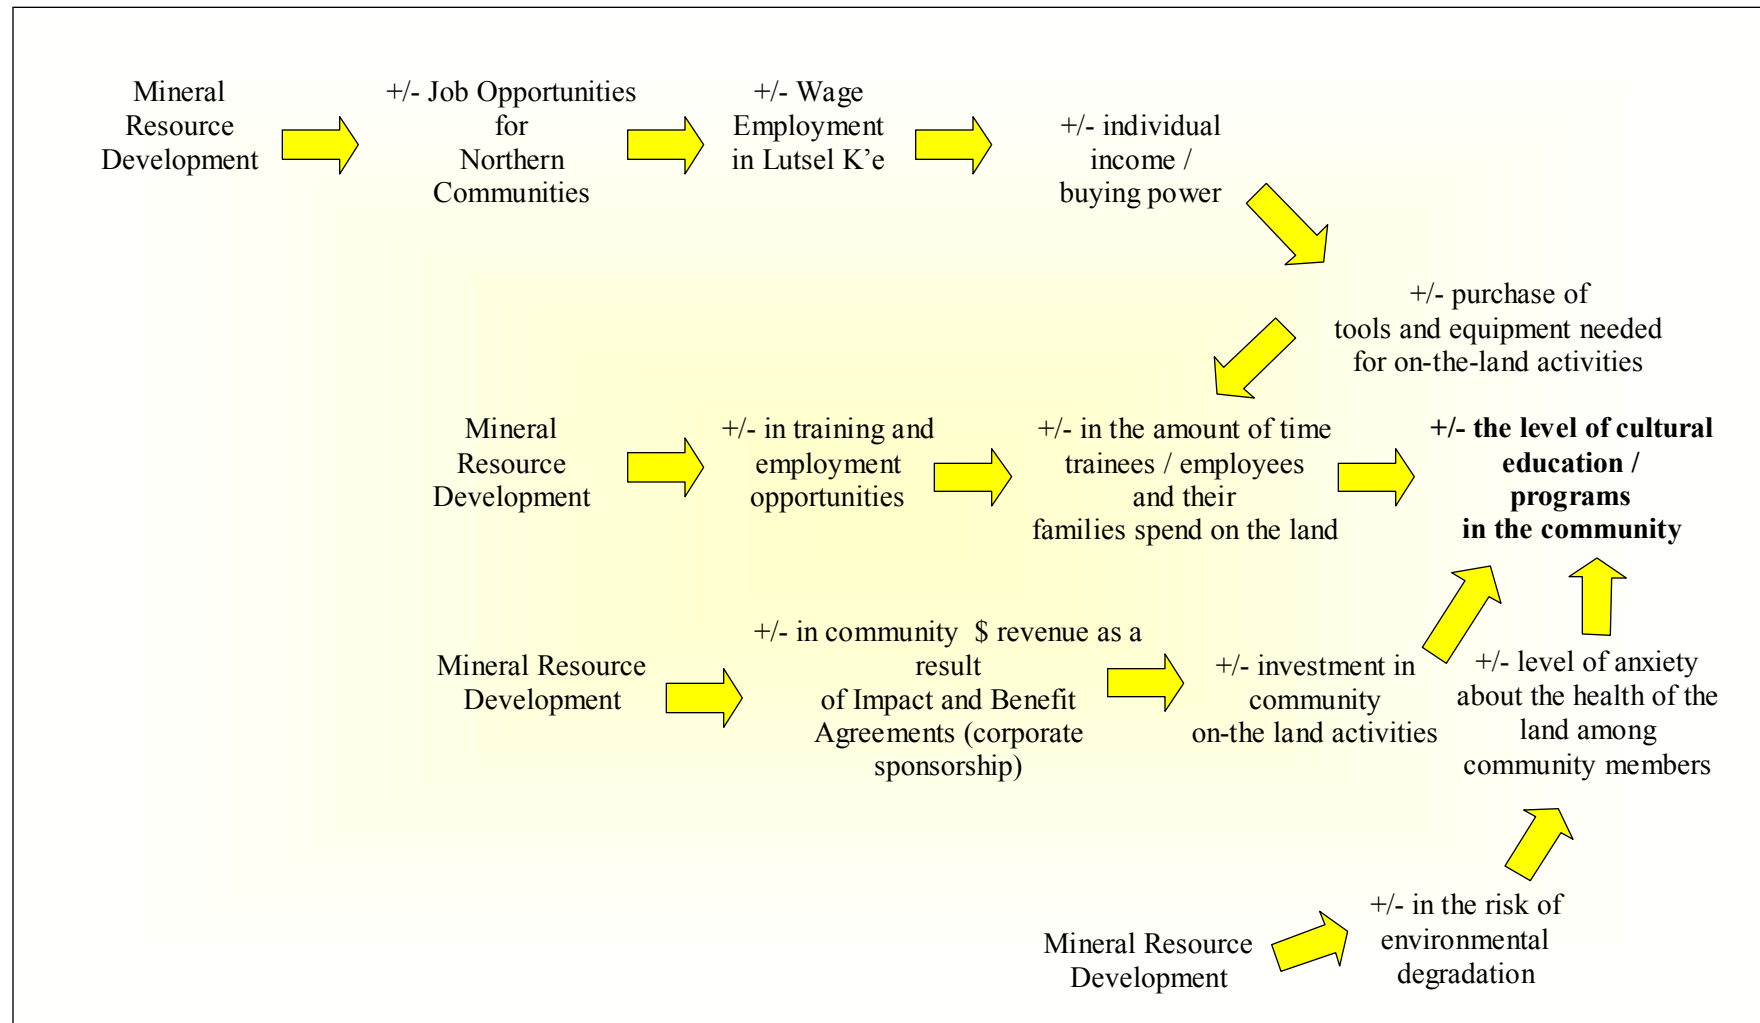 Mineral
Resource
Development
+/- Job Opportunities
for
Northern
Communities
+/- Wage
Employment
in Lutsel K’e
+/- individual
income /
buying power
+/- purchase of
tools and equipment needed
for on-the-land activities
Mineral
Resource
Development
+/- in training and
employment
opportunities
+/- in the amount of time
trainees / employees
and their
families spend on the land
+/- the level of cultural
education /
programs
in the community
Mineral Resource
Development
+/- in community $ revenue as a
result
of Impact and Benefit
Agreements (corporate
sponsorship)
+/- investment in
community
on-the land activities
+/- level of anxiety
about the health of the
land among
community members
Mineral Resource
Development
+/- in the risk of
environmental
degradation